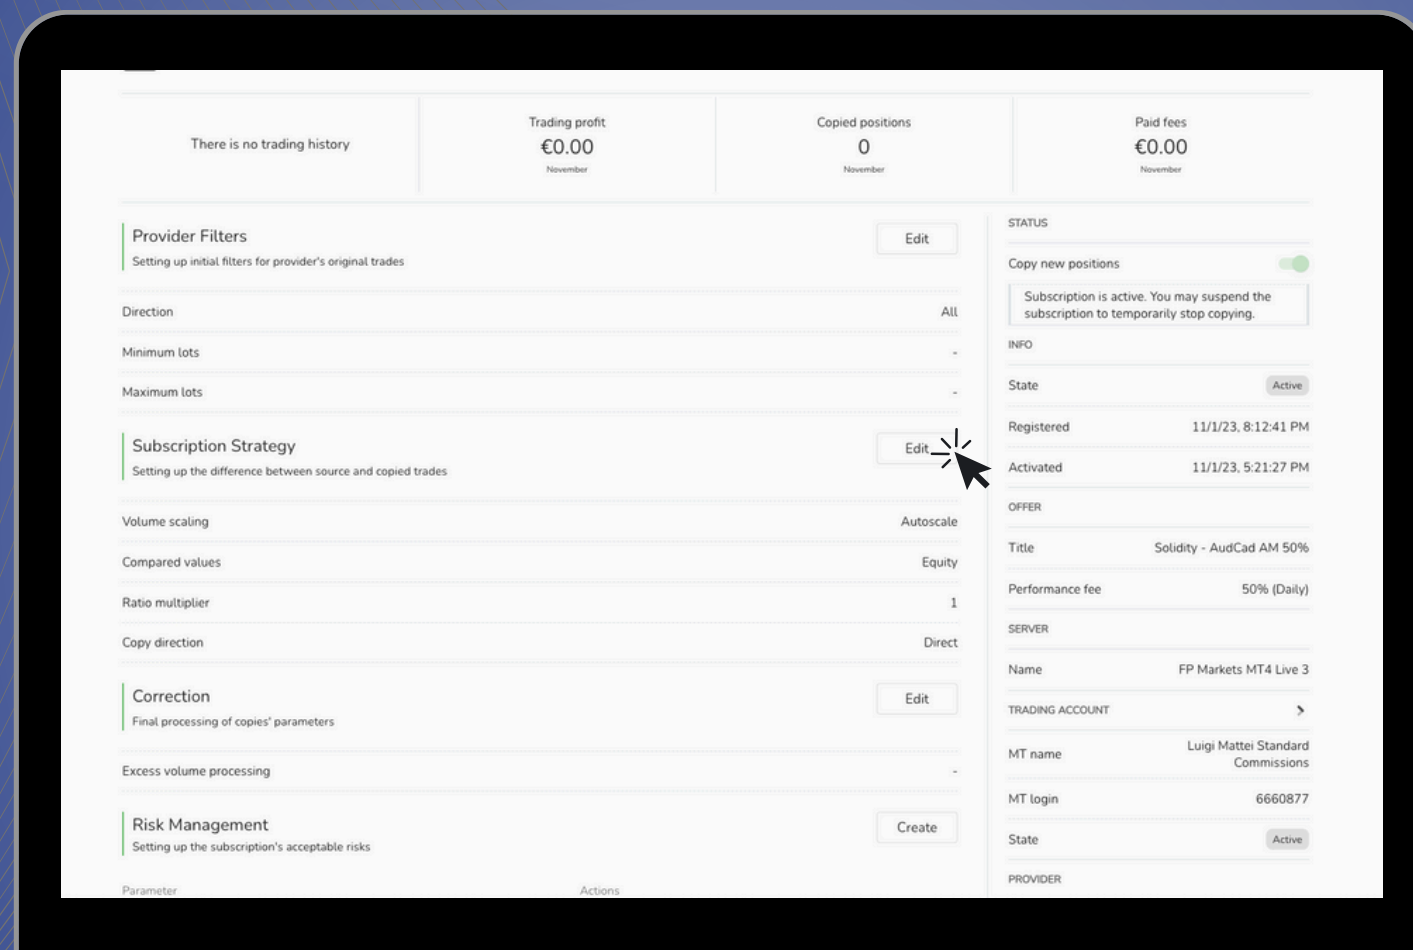 There is no trading history
Trading profit
€0.00
November
Copied positions
0
November
Paid fees
€0.00
November
Provider Filters
Edit
Setting up initial filters for provider's original trades
Direction All
Minimum lots -
Maximum lots -
Subscription Strategy
Edit
Setting up the difference between source and copied trades
Volume scaling Autoscale
Compared values Equity
Ratio multiplier 1
Copy direction Direct
Correction
Edit
Final processing of copies' parameters
Excess volume processing -
Risk Management
Create
Setting up the subscription's acceptable risks
Parameter Actions
STATUS
Copy new positions
Subscription is active. You may suspend the
subscription to temporarily stop copying.
INFO
State Active
Registered 11/1/23, 8:12:41 PM
Activated 11/1/23, 5:21:27 PM
OFFER
Title Solidity - AudCad AM 50%
Performance fee 50% (Daily)
SERVER
Name FP Markets MT4 Live 3
TRADING ACCOUNT
MT name Luigi Mattei Standard
Commissions
MT login 6660877
State Active
PROVIDER